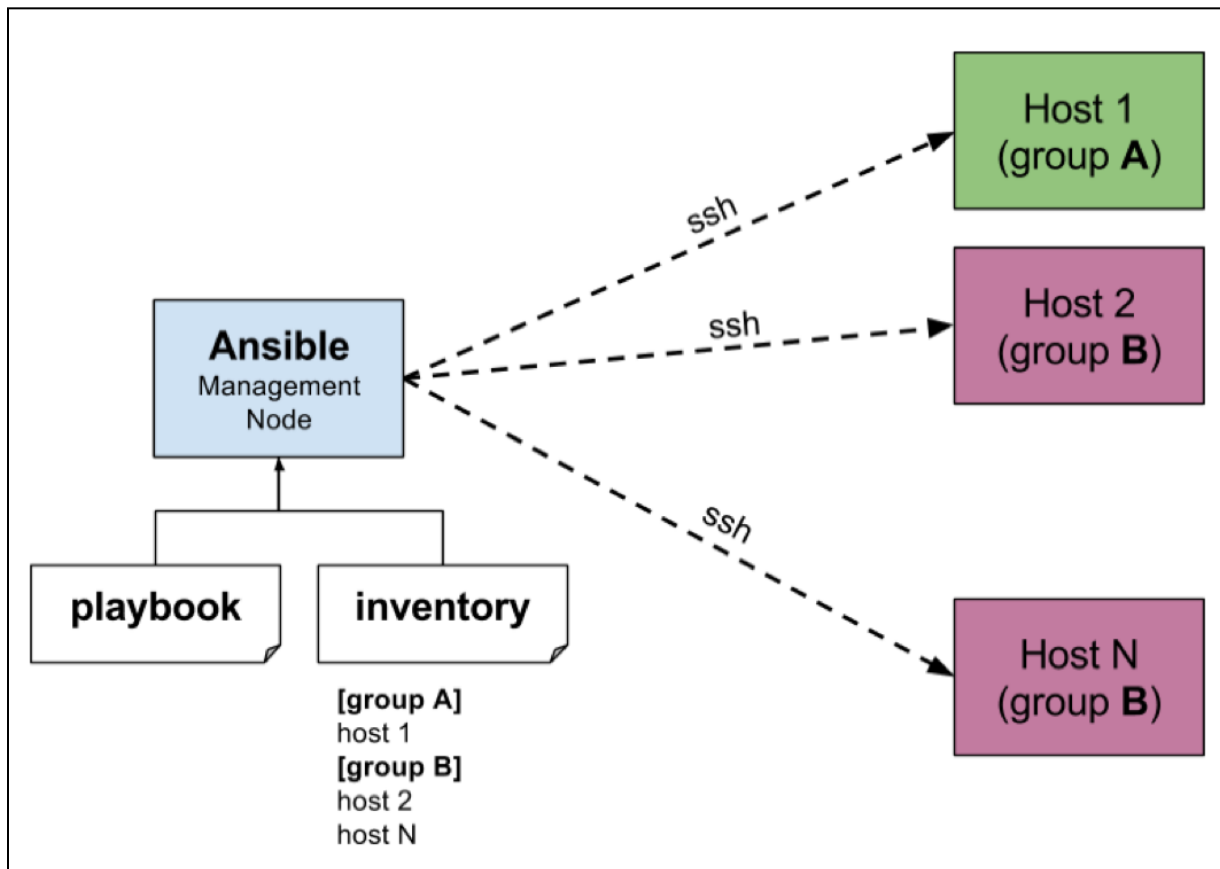 Host 1
(group A)
ssh
Host 2
(group B)
ssh
Ansible
Management
Node
ssh
playbook
inventory
Host N
(group B)
[group A]
host 1
[group B]
host 2
host N